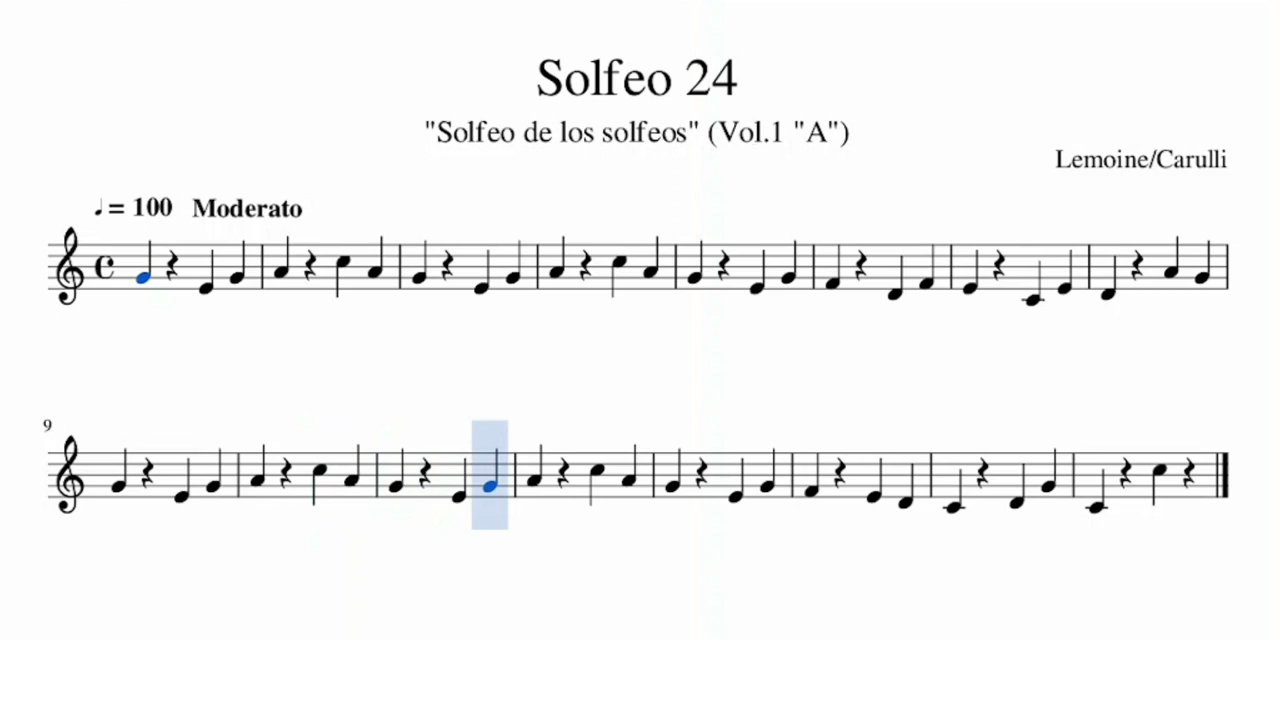 Solfeo 24
"Solfeo de los solfeos" (Vol.1 "A")
Lemoine/Carulli
♩ = 100 Moderato
9